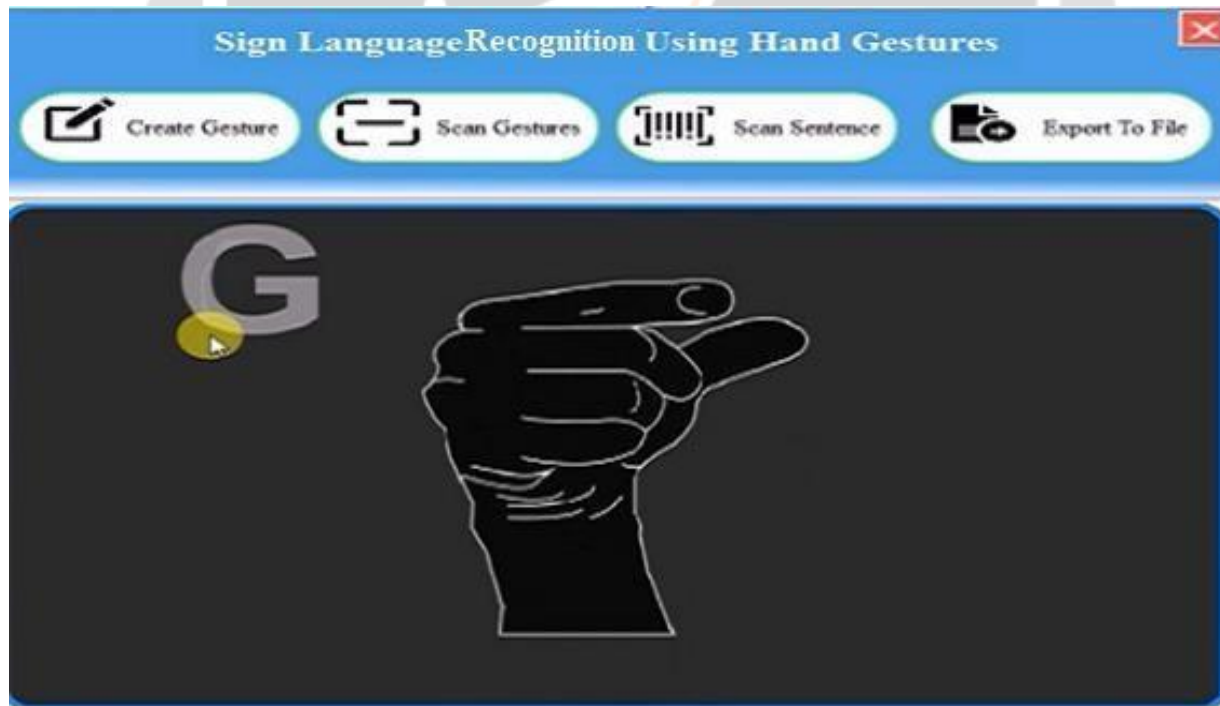 Sign LanguageRecognition Using Hand Gestures
Create Gesture Scan Gestures Scan Sentence Export To File
G